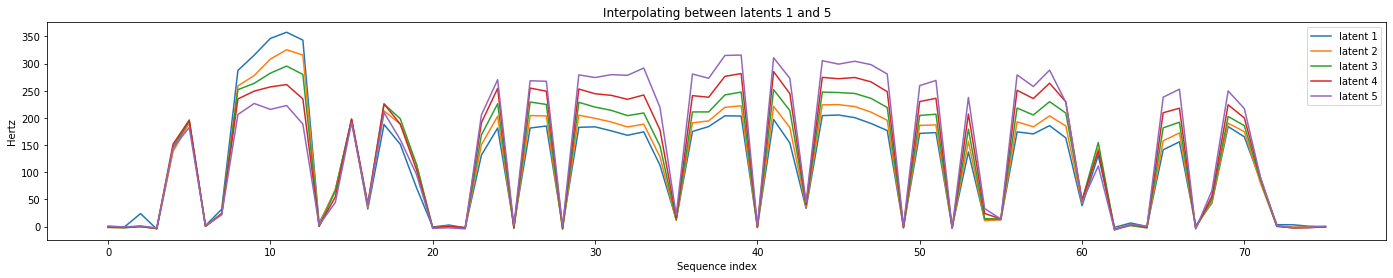 Interpolating between latents 1 and 5
Hertz
350
300
250
200
150
100
50
0
latent 1
latent 2
latent 3
latent 4
latent 5
0 10 20 30 40 50 60 70
Sequence index